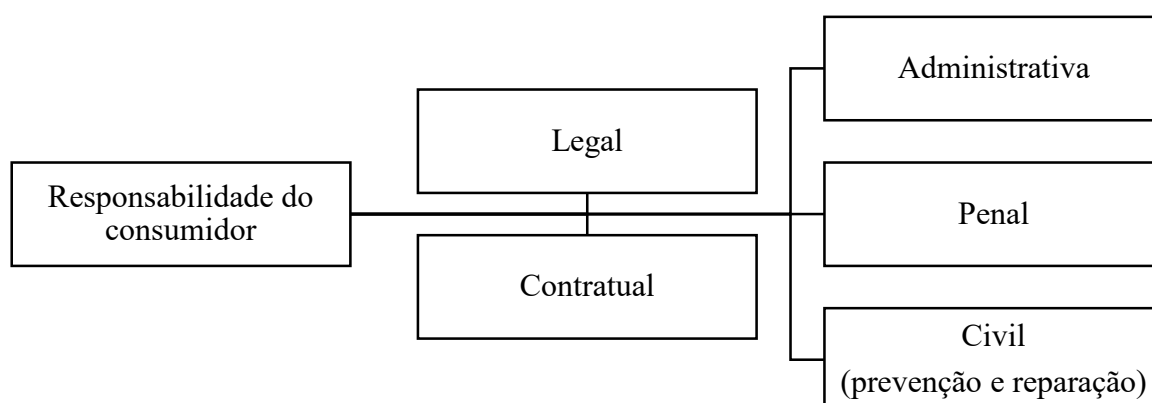 Responsabilidade do
consumidor
Legal
Contratual
Administrativa
Penal
Civil
(prevenção e reparação)